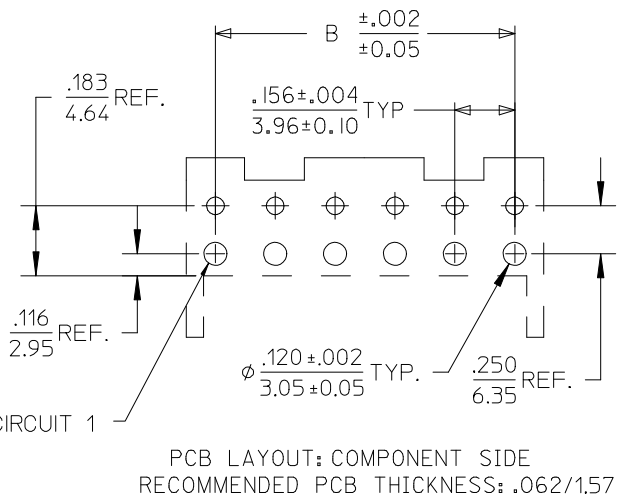 B ±.002
±0.05
.183
4.64 REF.
.156±.004
3.96±0.10 TYP
.116
2.95 REF.
⌀ .120±.002
3.05±0.05 TYP.
.250
6.35 REF.
CIRCUIT 1
PCB LAYOUT: COMPONENT SIDE
RECOMMENDED PCB THICKNESS: .062/1,57